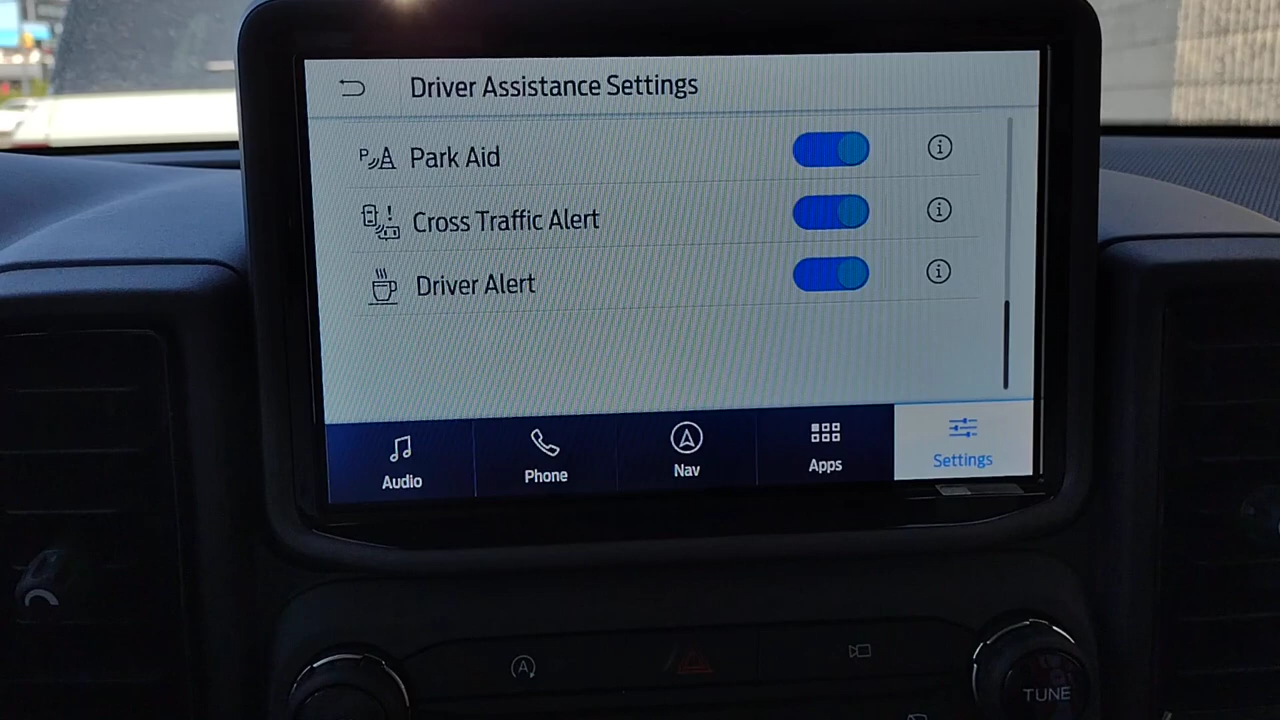 Driver Assistance Settings
P A Park Aid
! Cross Traffic Alert
Driver Alert
Audio
Phone
Nav
Apps
Settings
A
TUNE